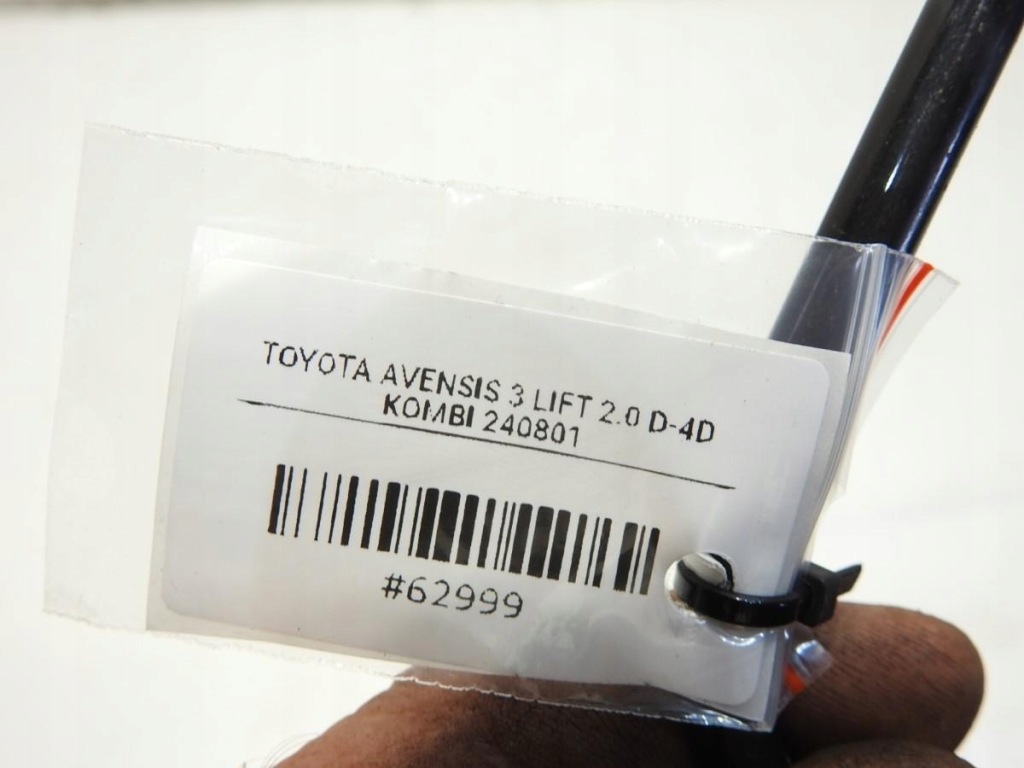 TOYOTA AVENSIS 3 LIFT 2.0 D-4D
KOMBI 240801
#62999